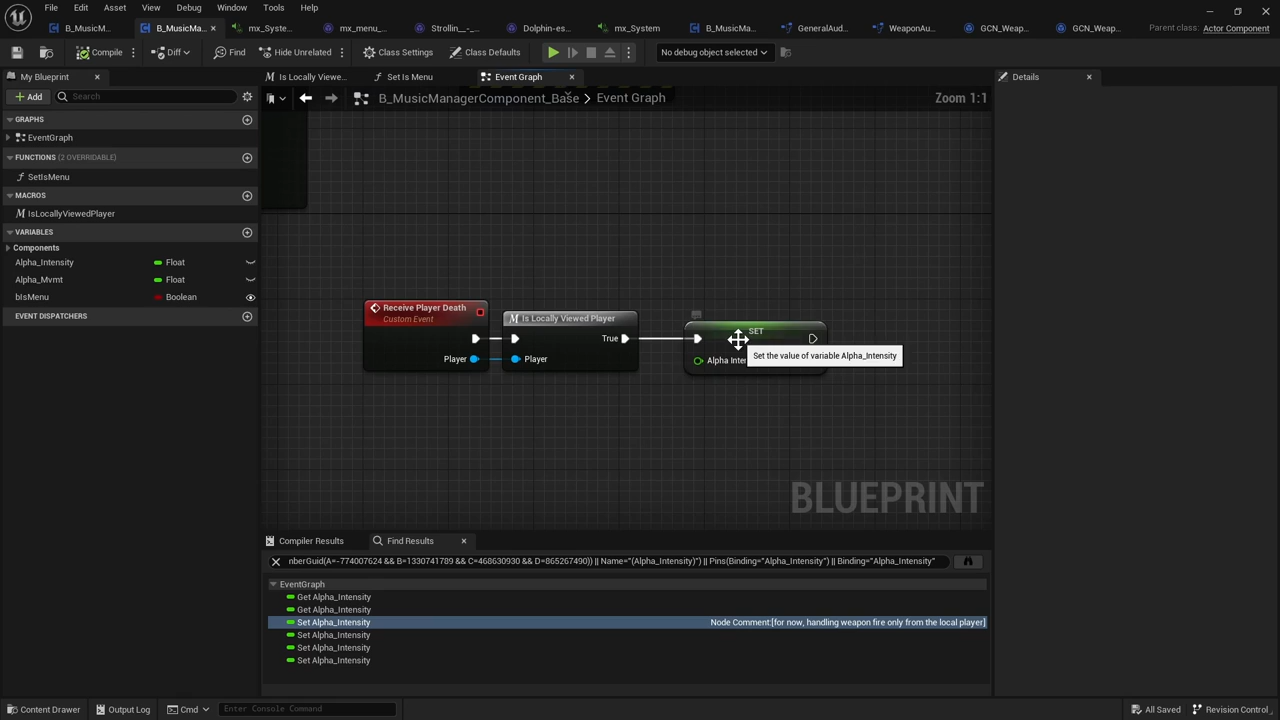 File Edit Asset View Debug Window Tools Help
B_MusicM... B_MusicMa... mx_Syste... mx_menu_... Strollin__-_... Dolphin-es... mx_System B_MusicMa... GeneralAud... WeaponAu... GCN_Weap... GCN_Weap... Parent class: Actor Component
Compile Diff Find Hide Unrelated Class Settings Class Defaults No debug object selected
My Blueprint Is Locally Viewe... Set Is Menu Event Graph Details
+ Add Search B_MusicManagerComponent_Base > Event Graph Zoom 1:1
GRAPHS
EventGraph
FUNCTIONS (2 OVERRIDABLE)
SetIsMenu
MACROS
IsLocallyViewedPlayer
VARIABLES
Components
Alpha_Intensity Float
Alpha_Mvmt Float
bIsMenu Boolean
EVENT DISPATCHERS
Receive Player Death
Custom Event
Player
Is Locally Viewed Player
True
Player
SET
Alpha Inte
Set the value of variable Alpha_Intensity
BLUEPRINT
Compiler Results Find Results
nberGuid(A=-774007624 && B=1330741789 && C=468630930 && D=865267490)) || Name="(Alpha_Intensity)") || Pins(Binding="Alpha_Intensity") || Binding="Alpha_Intensity"
EventGraph
Get Alpha_Intensity
Get Alpha_Intensity
Set Alpha_Intensity Node Comment:[for now, handling weapon fire only from the local player]
Set Alpha_Intensity
Set Alpha_Intensity
Set Alpha_Intensity
Content Drawer Output Log Cmd Enter Console Command All Saved Revision Control